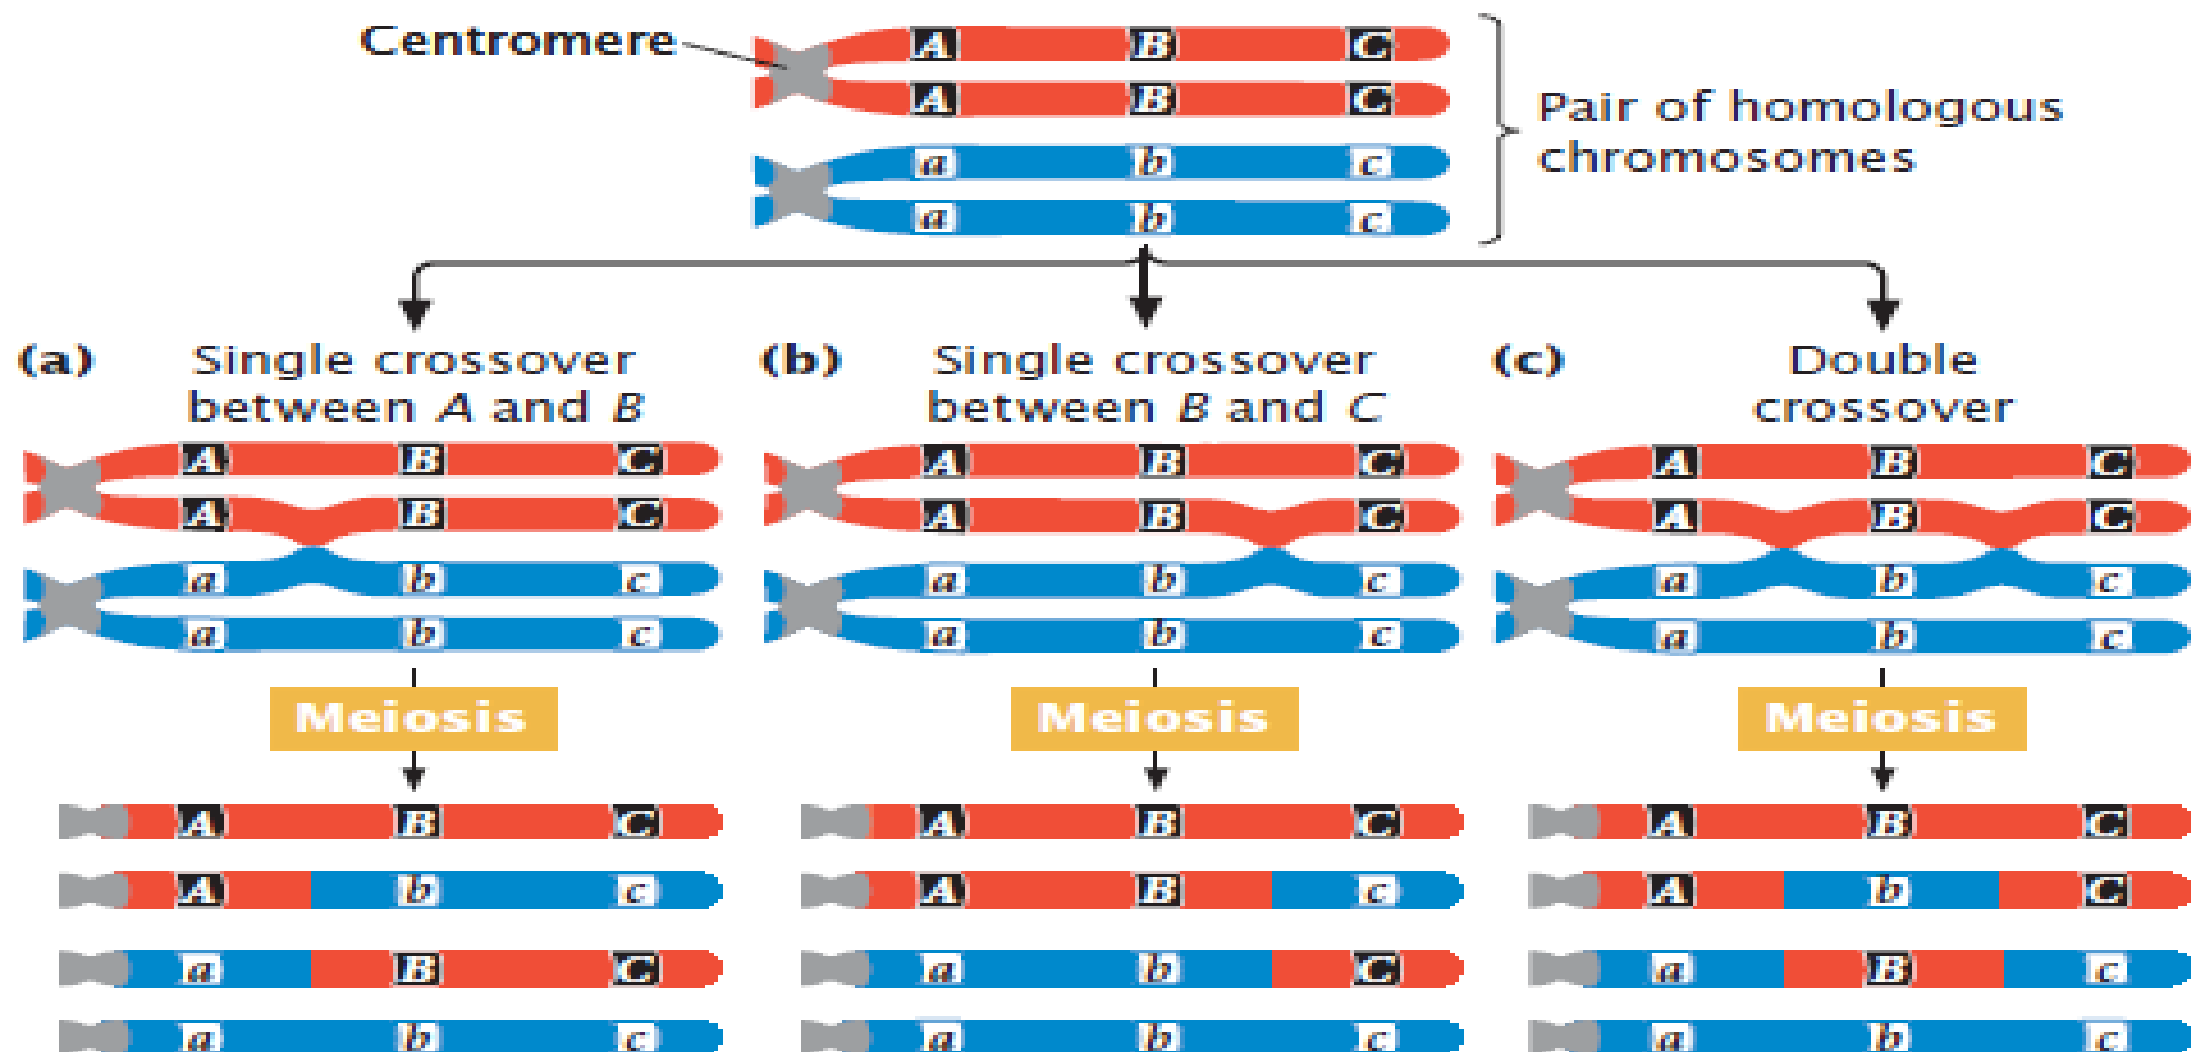 Centromere
A B C
A B C
a b c
a b c
Pair of homologous
chromosomes
(a) Single crossover
between A and B
(b) Single crossover
between B and C
(c) Double
crossover
A B C
A B C
a b c
a b c
A B C
A B C
a b c
a b c
A B C
A B C
a b c
a b c
Meiosis
Meiosis
Meiosis
A B C
A b c
a B C
a b c
A B C
A B c
a b C
a b c
A B C
A b C
a B c
a b c